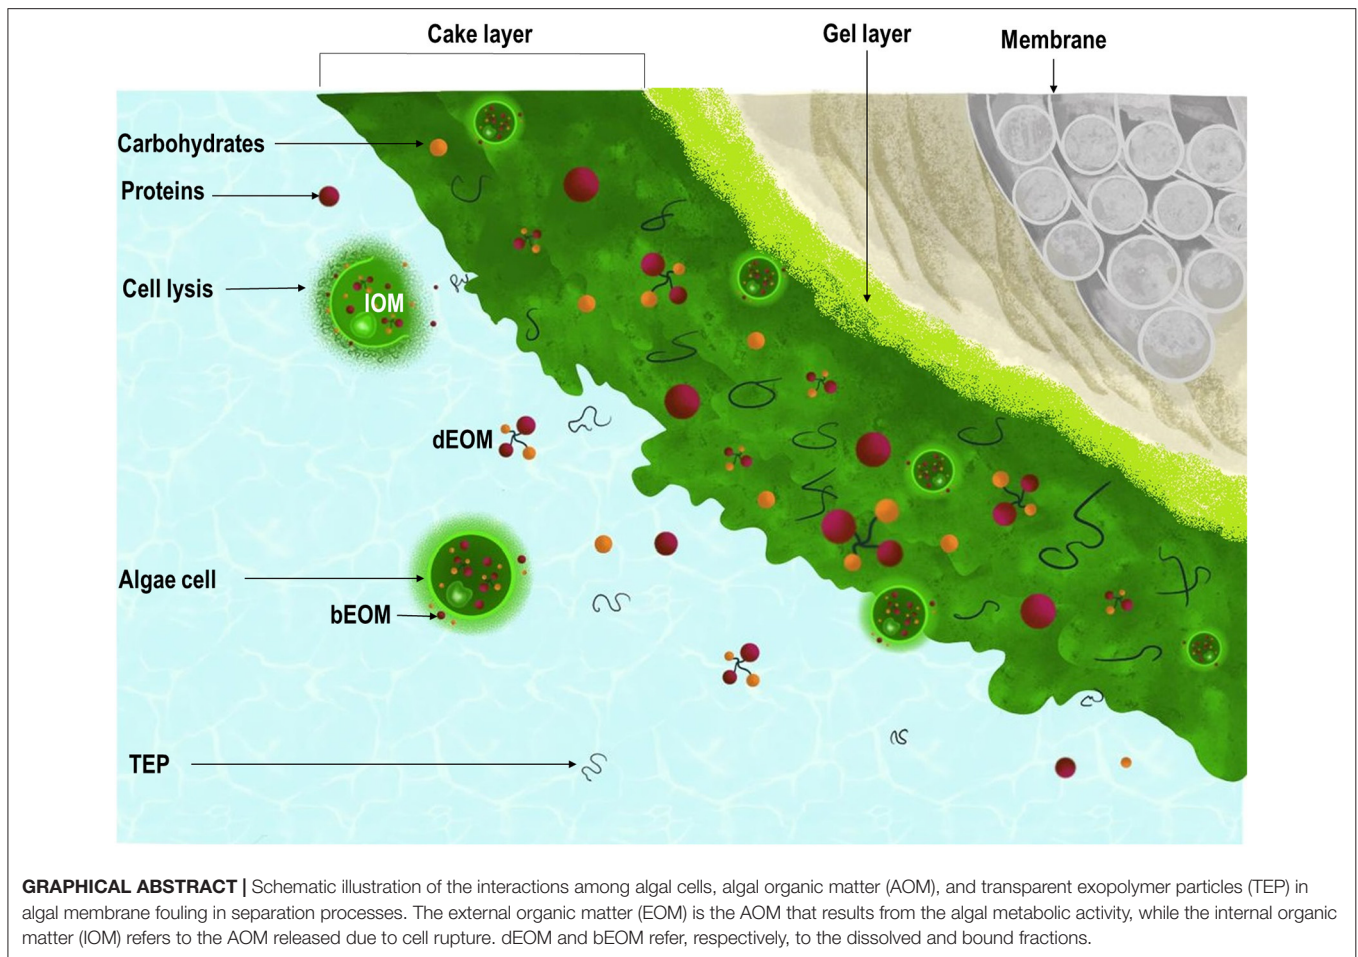 Cake layer
Gel layer
Membrane
Carbohydrates
Proteins
Cell lysis
IOM
dEOM
Algae cell
bEOM
TEP
GRAPHICAL ABSTRACT | Schematic illustration of the interactions among algal cells, algal organic matter (AOM), and transparent exopolymer particles (TEP) in
algal membrane fouling in separation processes. The external organic matter (EOM) is the AOM that results from the algal metabolic activity, while the internal organic
matter (IOM) refers to the AOM released due to cell rupture. dEOM and bEOM refer, respectively, to the dissolved and bound fractions.